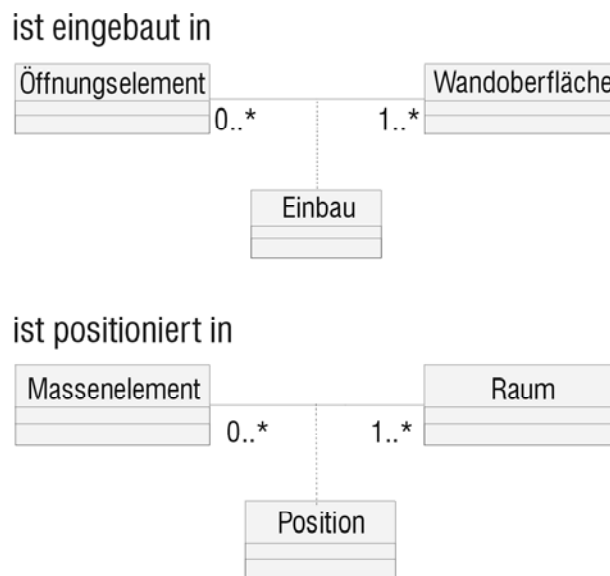 ist eingebaut in
Öffnungselement
Wandoberfläche
0..*
1..*
Einbau
ist positioniert in
Massenelement
Raum
0..*
1..*
Position